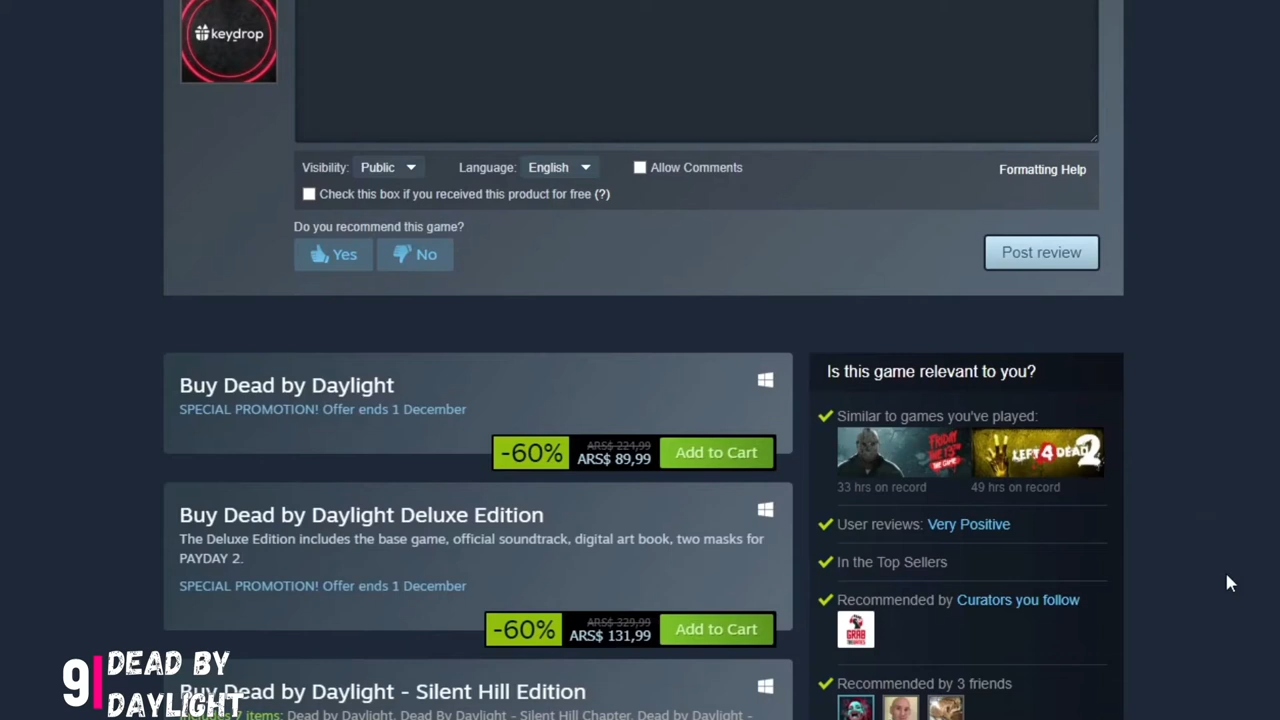 keydrop
Visibility: Public Language: English Allow Comments Formatting Help
Check this box if you received this product for free (?)
Do you recommend this game?
Yes No Post review
Buy Dead by Daylight
SPECIAL PROMOTION! Offer ends 1 December
-60% ARS$ 224,99 ARS$ 89,99 Add to Cart
Buy Dead by Daylight Deluxe Edition
The Deluxe Edition includes the base game, official soundtrack, digital art book, two masks for
PAYDAY 2.
SPECIAL PROMOTION! Offer ends 1 December
-60% ARS$ 329,99 ARS$ 131,99 Add to Cart
Buy Dead by Daylight - Silent Hill Edition
7 items: Dead by Daylight, Dead By Daylight - Silent Hill Chapter, Dead by Daylight -
Is this game relevant to you?
Similar to games you've played:
FRIDAY THE 13TH THE GAME
LEFT 4 DEAD 2
33 hrs on record 49 hrs on record
User reviews: Very Positive
In the Top Sellers
Recommended by Curators you follow
GRAB THE GAMES
Recommended by 3 friends
9 DEAD BY
DAYLIGHT